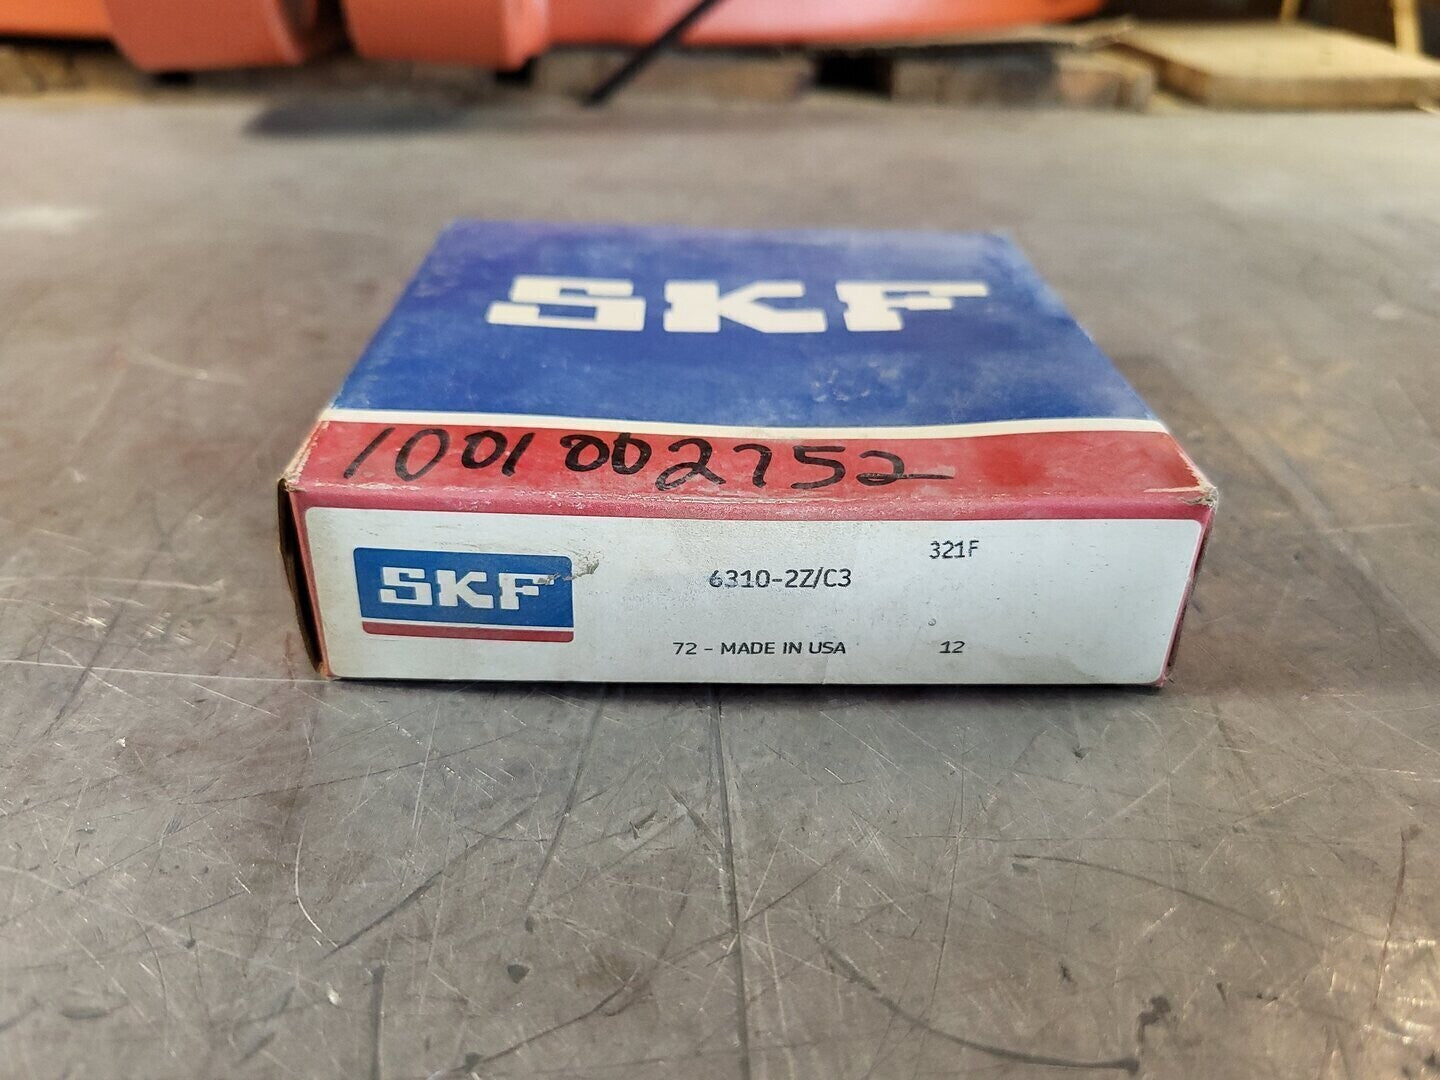 SKF
1001002752
SKF
6310-2Z/C3
321F
72 - MADE IN USA
12